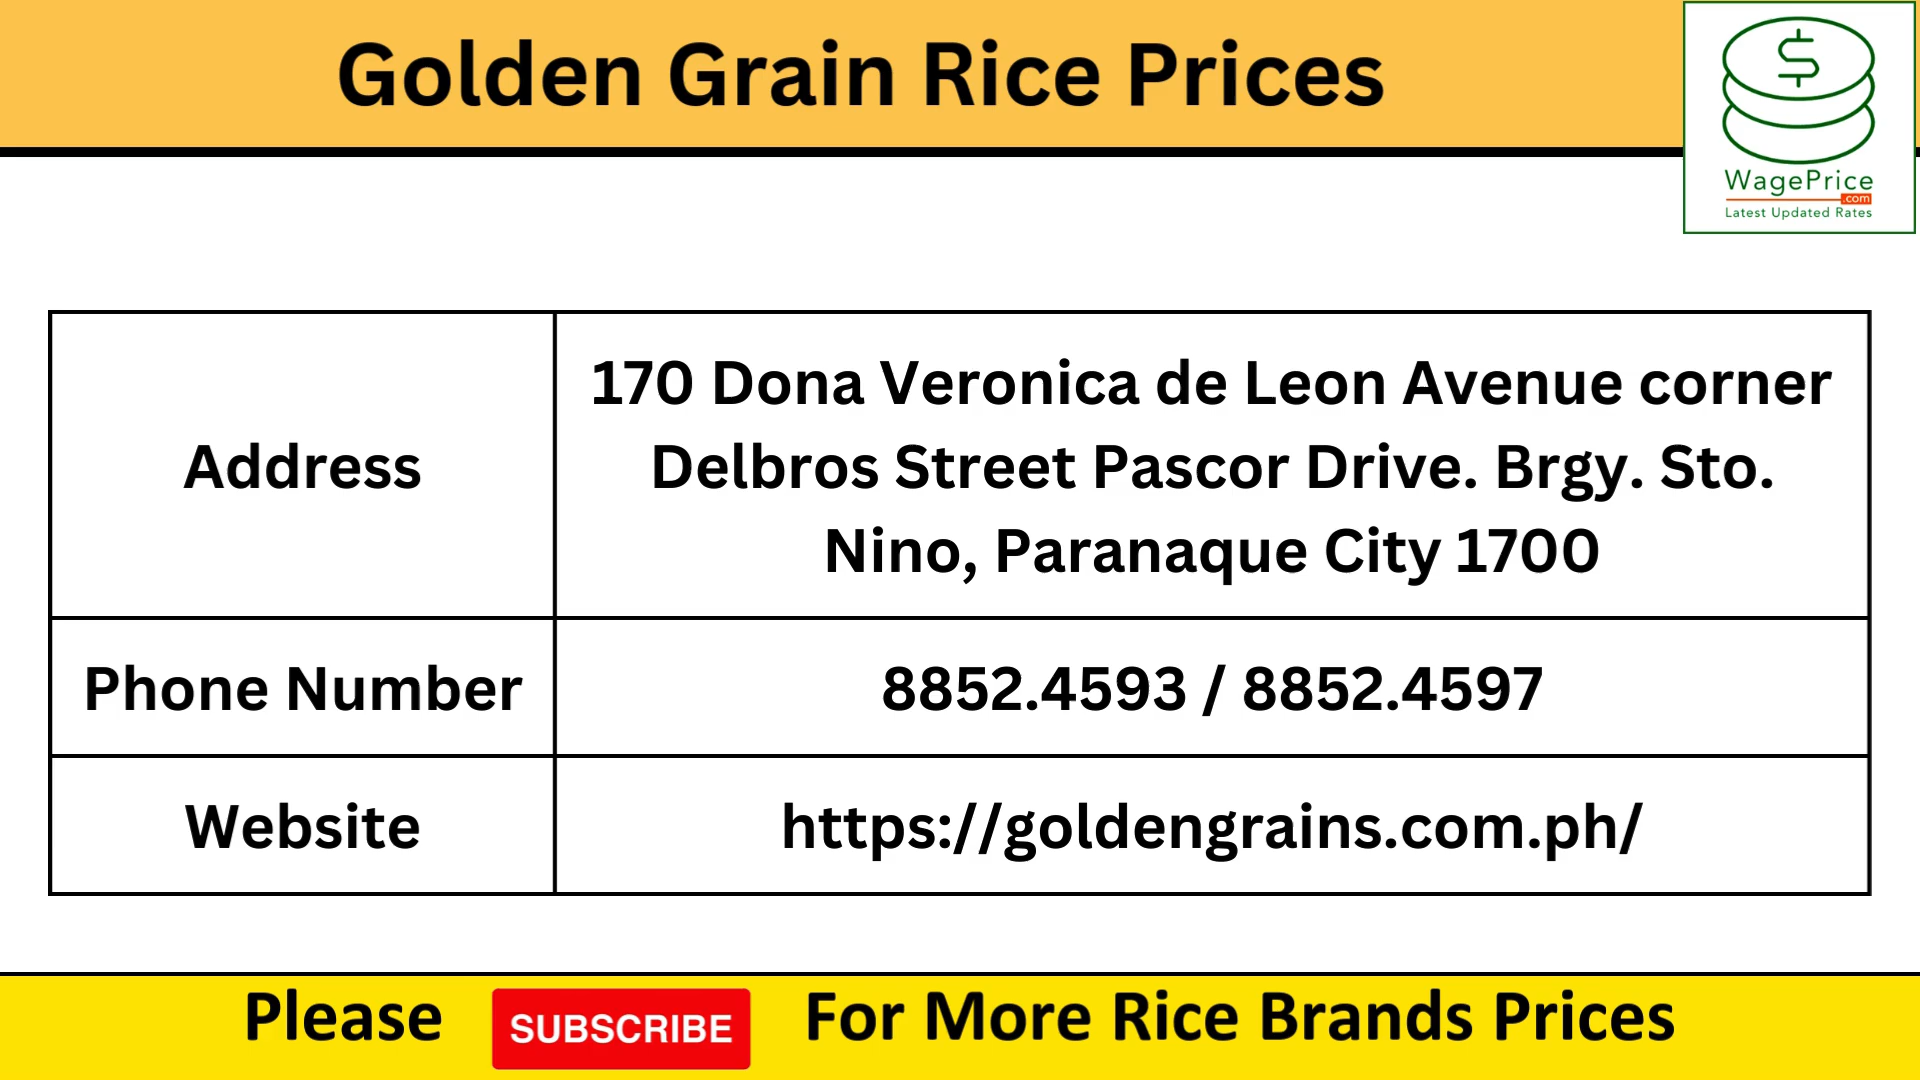 Golden Grain Rice Prices
$
WagePrice
.com
Latest Updated Rates
Address
170 Dona Veronica de Leon Avenue corner
Delbros Street Pascor Drive. Brgy. Sto.
Nino, Paranaque City 1700
Phone Number
8852.4593 / 8852.4597
Website
https://goldengrains.com.ph/
Please SUBSCRIBE For More Rice Brands Prices